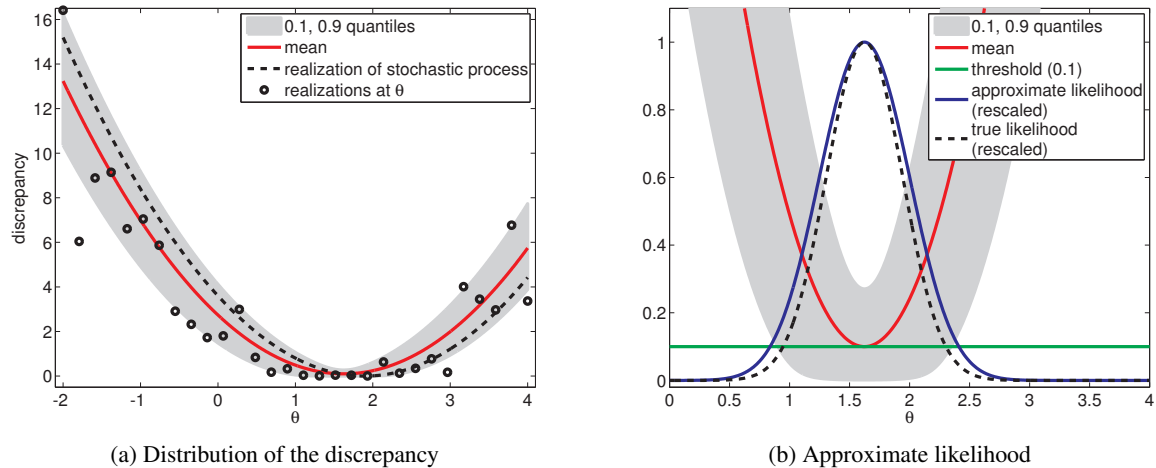 16
14
12
10
8
6
4
2
0
discrepancy
-2
-1
0
1
2
3
4
θ
0.1, 0.9 quantiles
mean
realization of stochastic process
realizations at θ
(a) Distribution of the discrepancy
1
0.8
0.6
0.4
0.2
0
0
0.5
1
1.5
2
2.5
3
3.5
4
θ
0.1, 0.9 quantiles
mean
threshold (0.1)
approximate likelihood
(rescaled)
true likelihood
(rescaled)
(b) Approximate likelihood